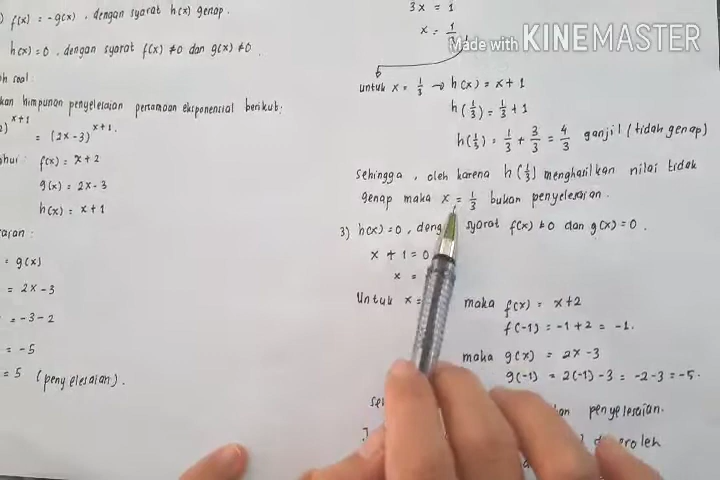 f(x) = -g(x), dengan syarat h(x) genap.
h(x) = 0, dengan syarat f(x) ≠ 0 dan g(x) ≠ 0.
soal:
himpunan penyelesaian persamaan eksponensial berikut:
x+1 = (2x-3)^x+1.
f(x) = x+2
g(x) = 2x-3
h(x) = x+1
= g(x)
= 2x-3
= -3-2
= -5
= 5 (penyelesaian).
3x = 1
x = 1/3
Made with KINEMASTER
untuk x = 1/3 → h(x) = x+1
h(1/3) = 1/3 + 1
h(1/3) = 1/3 + 3/3 = 4/3 ganjil (tidak genap)
Sehingga, oleh karena h(1/3) menghasilkan nilai tidak
genap maka x = 1/3 bukan penyelesaian.
3) h(x) = 0, syarat f(x) ≠ 0 dan g(x) = 0.
x + 1 = 0
x =
Untuk x = maka f(x) = x+2
f(-1) = -1+2 = -1.
maka g(x) = 2x-3
g(-1) = 2(-1)-3 = -2-3 = -5.
penyelesaian.